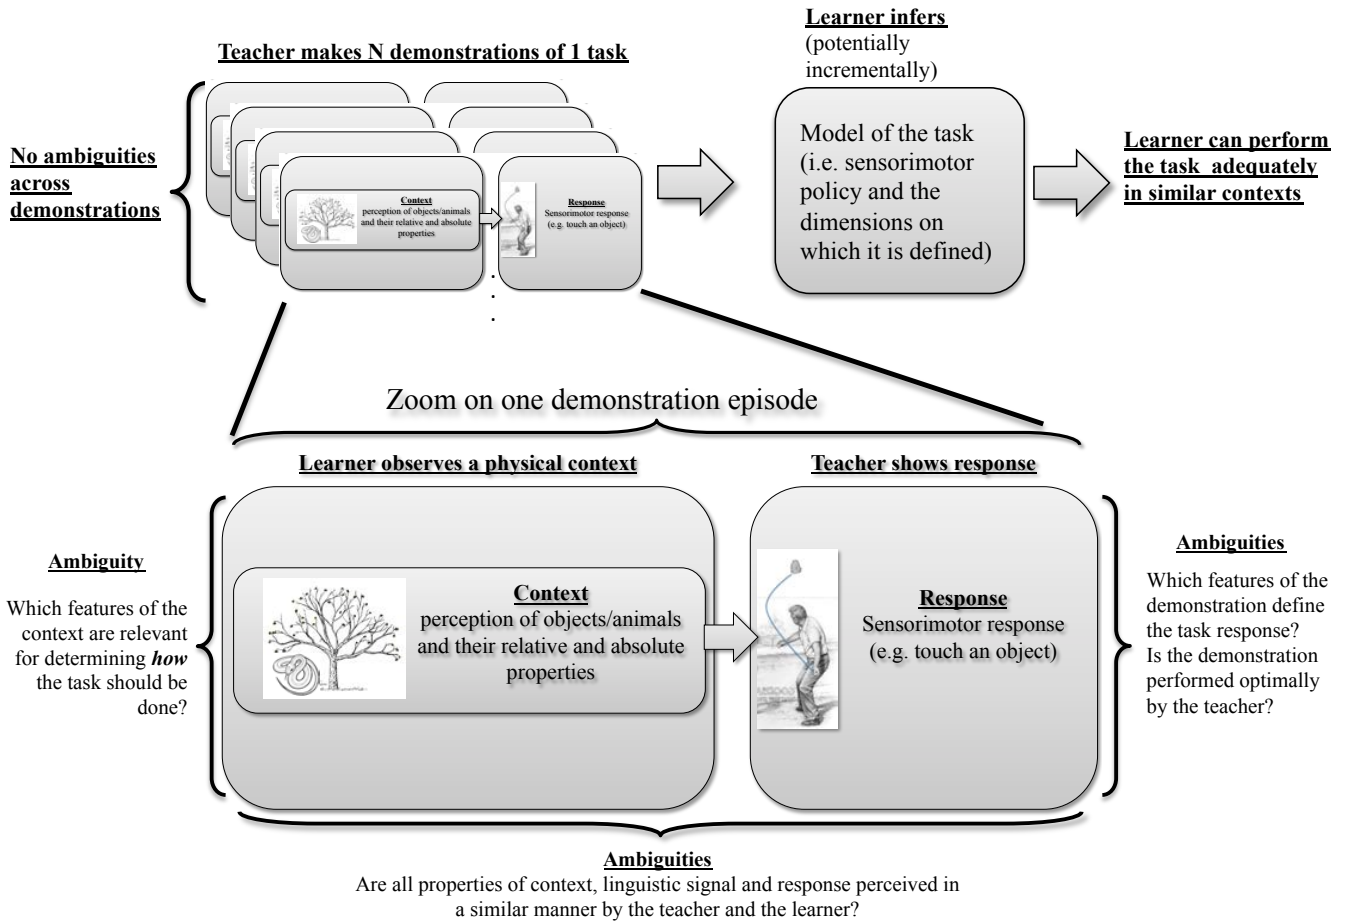 Learner infers
(potentially
incrementally)
Teacher makes N demonstrations of 1 task
No ambiguities
across
demonstrations
Context
perception of objects/animals
and their relative and absolute
properties
Response
Sensorimotor response
(e.g. touch an object)
.
.
.
Model of the task
(i.e. sensorimotor
policy and the
dimensions on
which it is defined)
Learner can perform
the task adequately
in similar contexts
Zoom on one demonstration episode
Learner observes a physical context
Teacher shows response
Ambiguity
Which features of the
context are relevant
for determining how
the task should be
done?
Context
perception of objects/animals
and their relative and absolute
properties
Response
Sensorimotor response
(e.g. touch an object)
Ambiguities
Which features of the
demonstration define
the task response?
Is the demonstration
performed optimally
by the teacher?
Ambiguities
Are all properties of context, linguistic signal and response perceived in
a similar manner by the teacher and the learner?